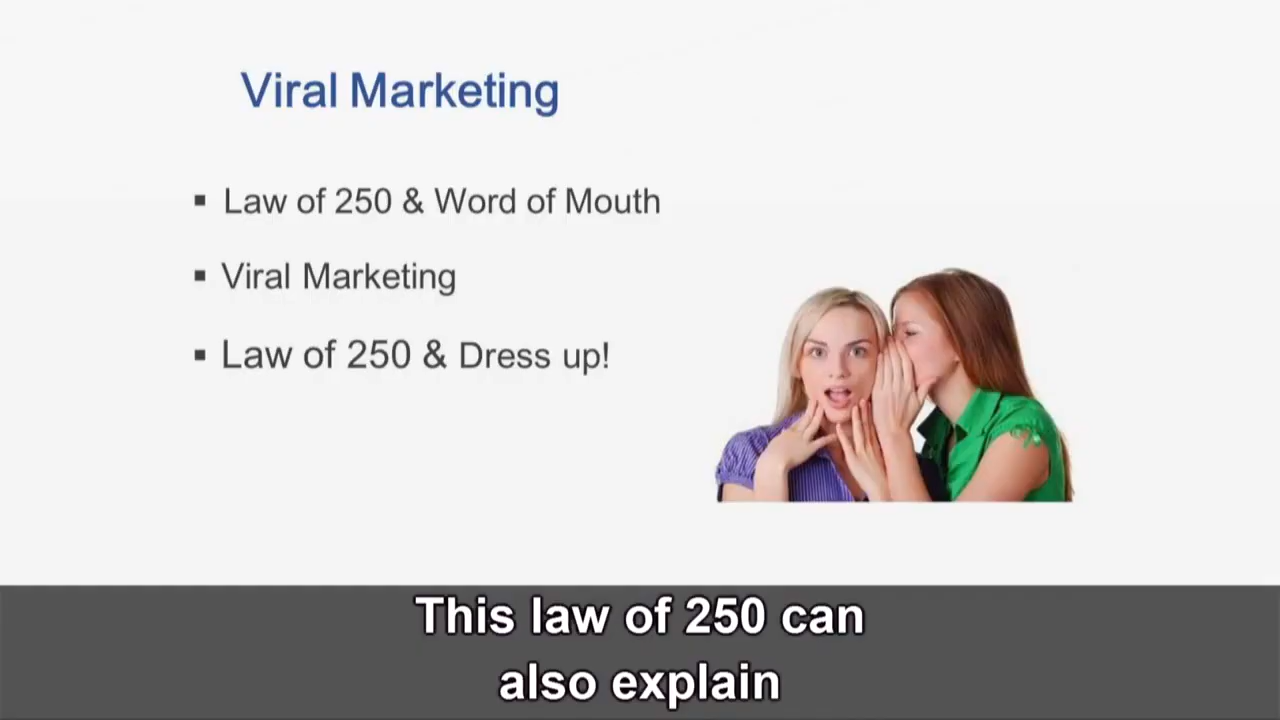 Viral Marketing
▪ Law of 250 & Word of Mouth
▪ Viral Marketing
▪ Law of 250 & Dress up!
This law of 250 can
also explain